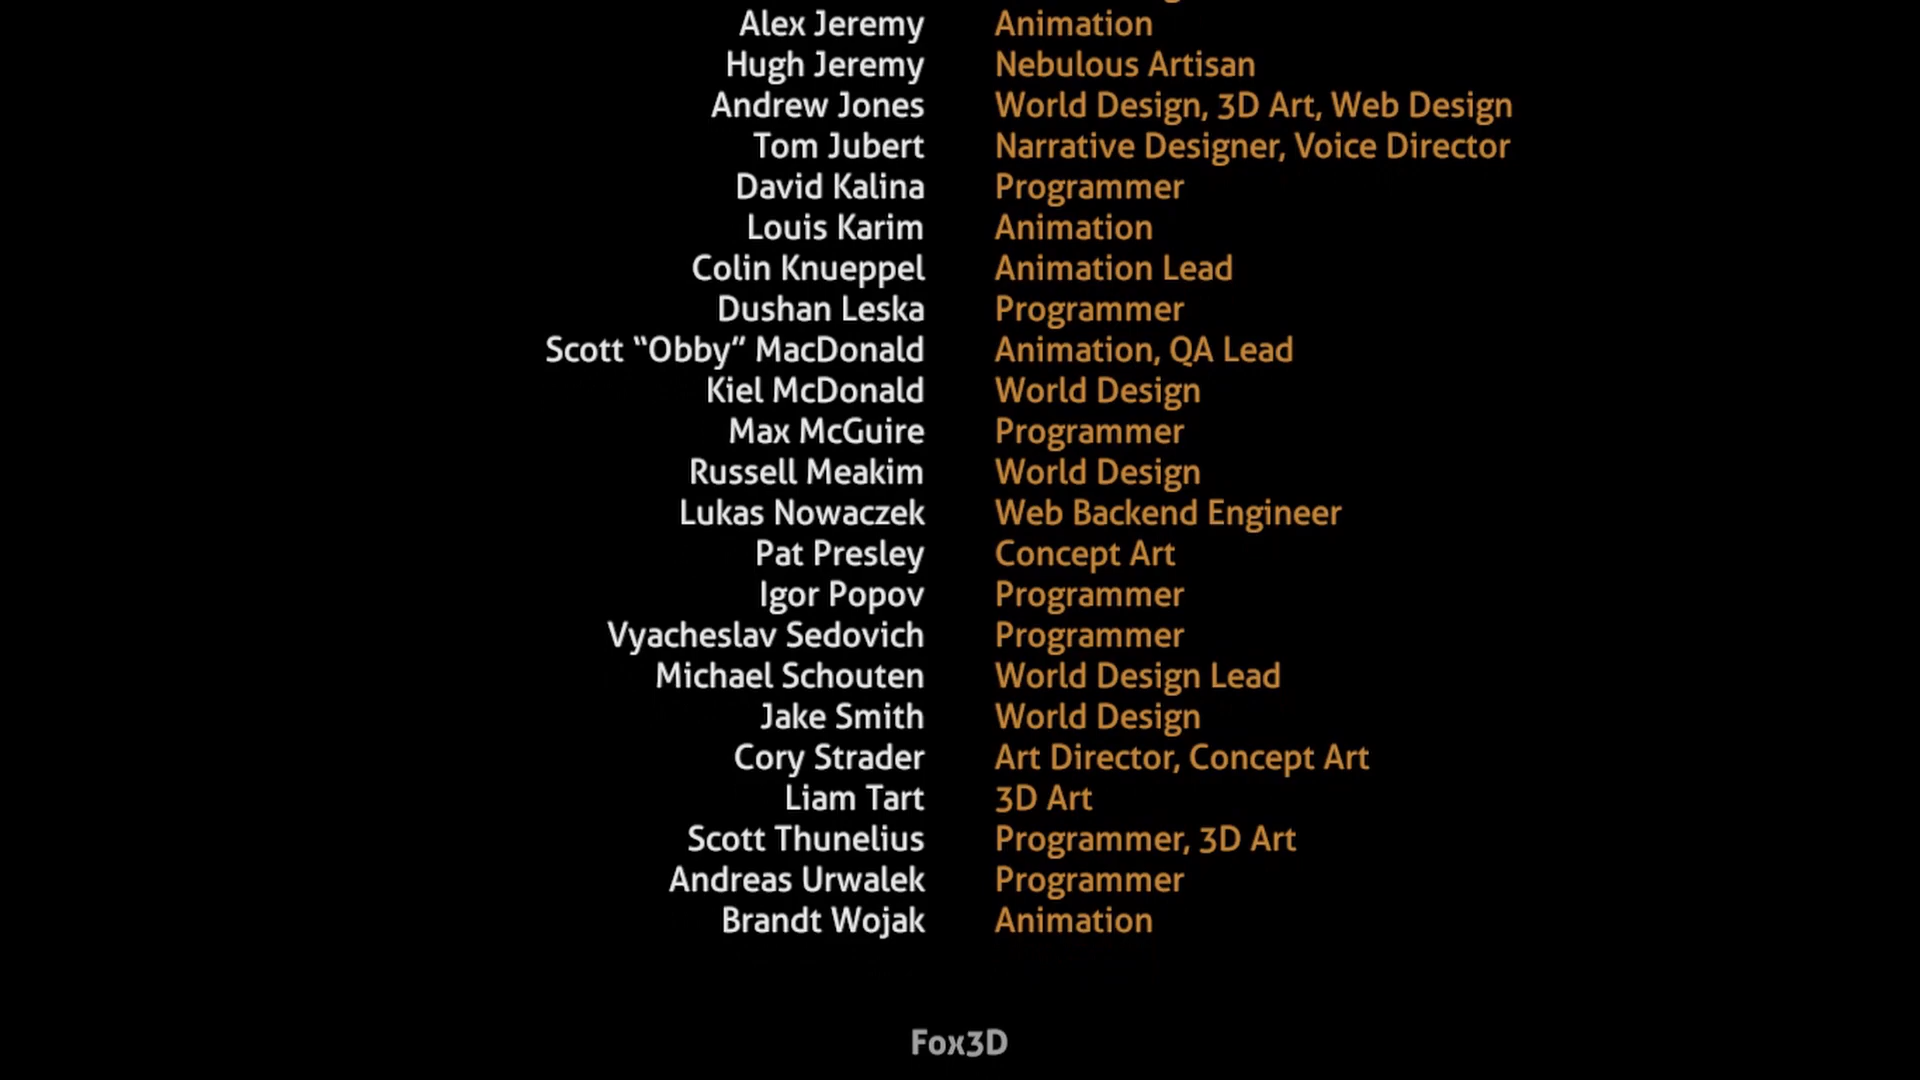 Alex Jeremy Animation
Hugh Jeremy Nebulous Artisan
Andrew Jones World Design, 3D Art, Web Design
Tom Jubert Narrative Designer, Voice Director
David Kalina Programmer
Louis Karim Animation
Colin Knueppel Animation Lead
Dushan Leska Programmer
Scott “Obby” MacDonald Animation, QA Lead
Kiel McDonald World Design
Max McGuire Programmer
Russell Meakim World Design
Lukas Nowaczek Web Backend Engineer
Pat Presley Concept Art
Igor Popov Programmer
Vyacheslav Sedovich Programmer
Michael Schouten World Design Lead
Jake Smith World Design
Cory Strader Art Director, Concept Art
Liam Tart 3D Art
Scott Thunelius Programmer, 3D Art
Andreas Urwalek Programmer
Brandt Wojak Animation
Fox3D